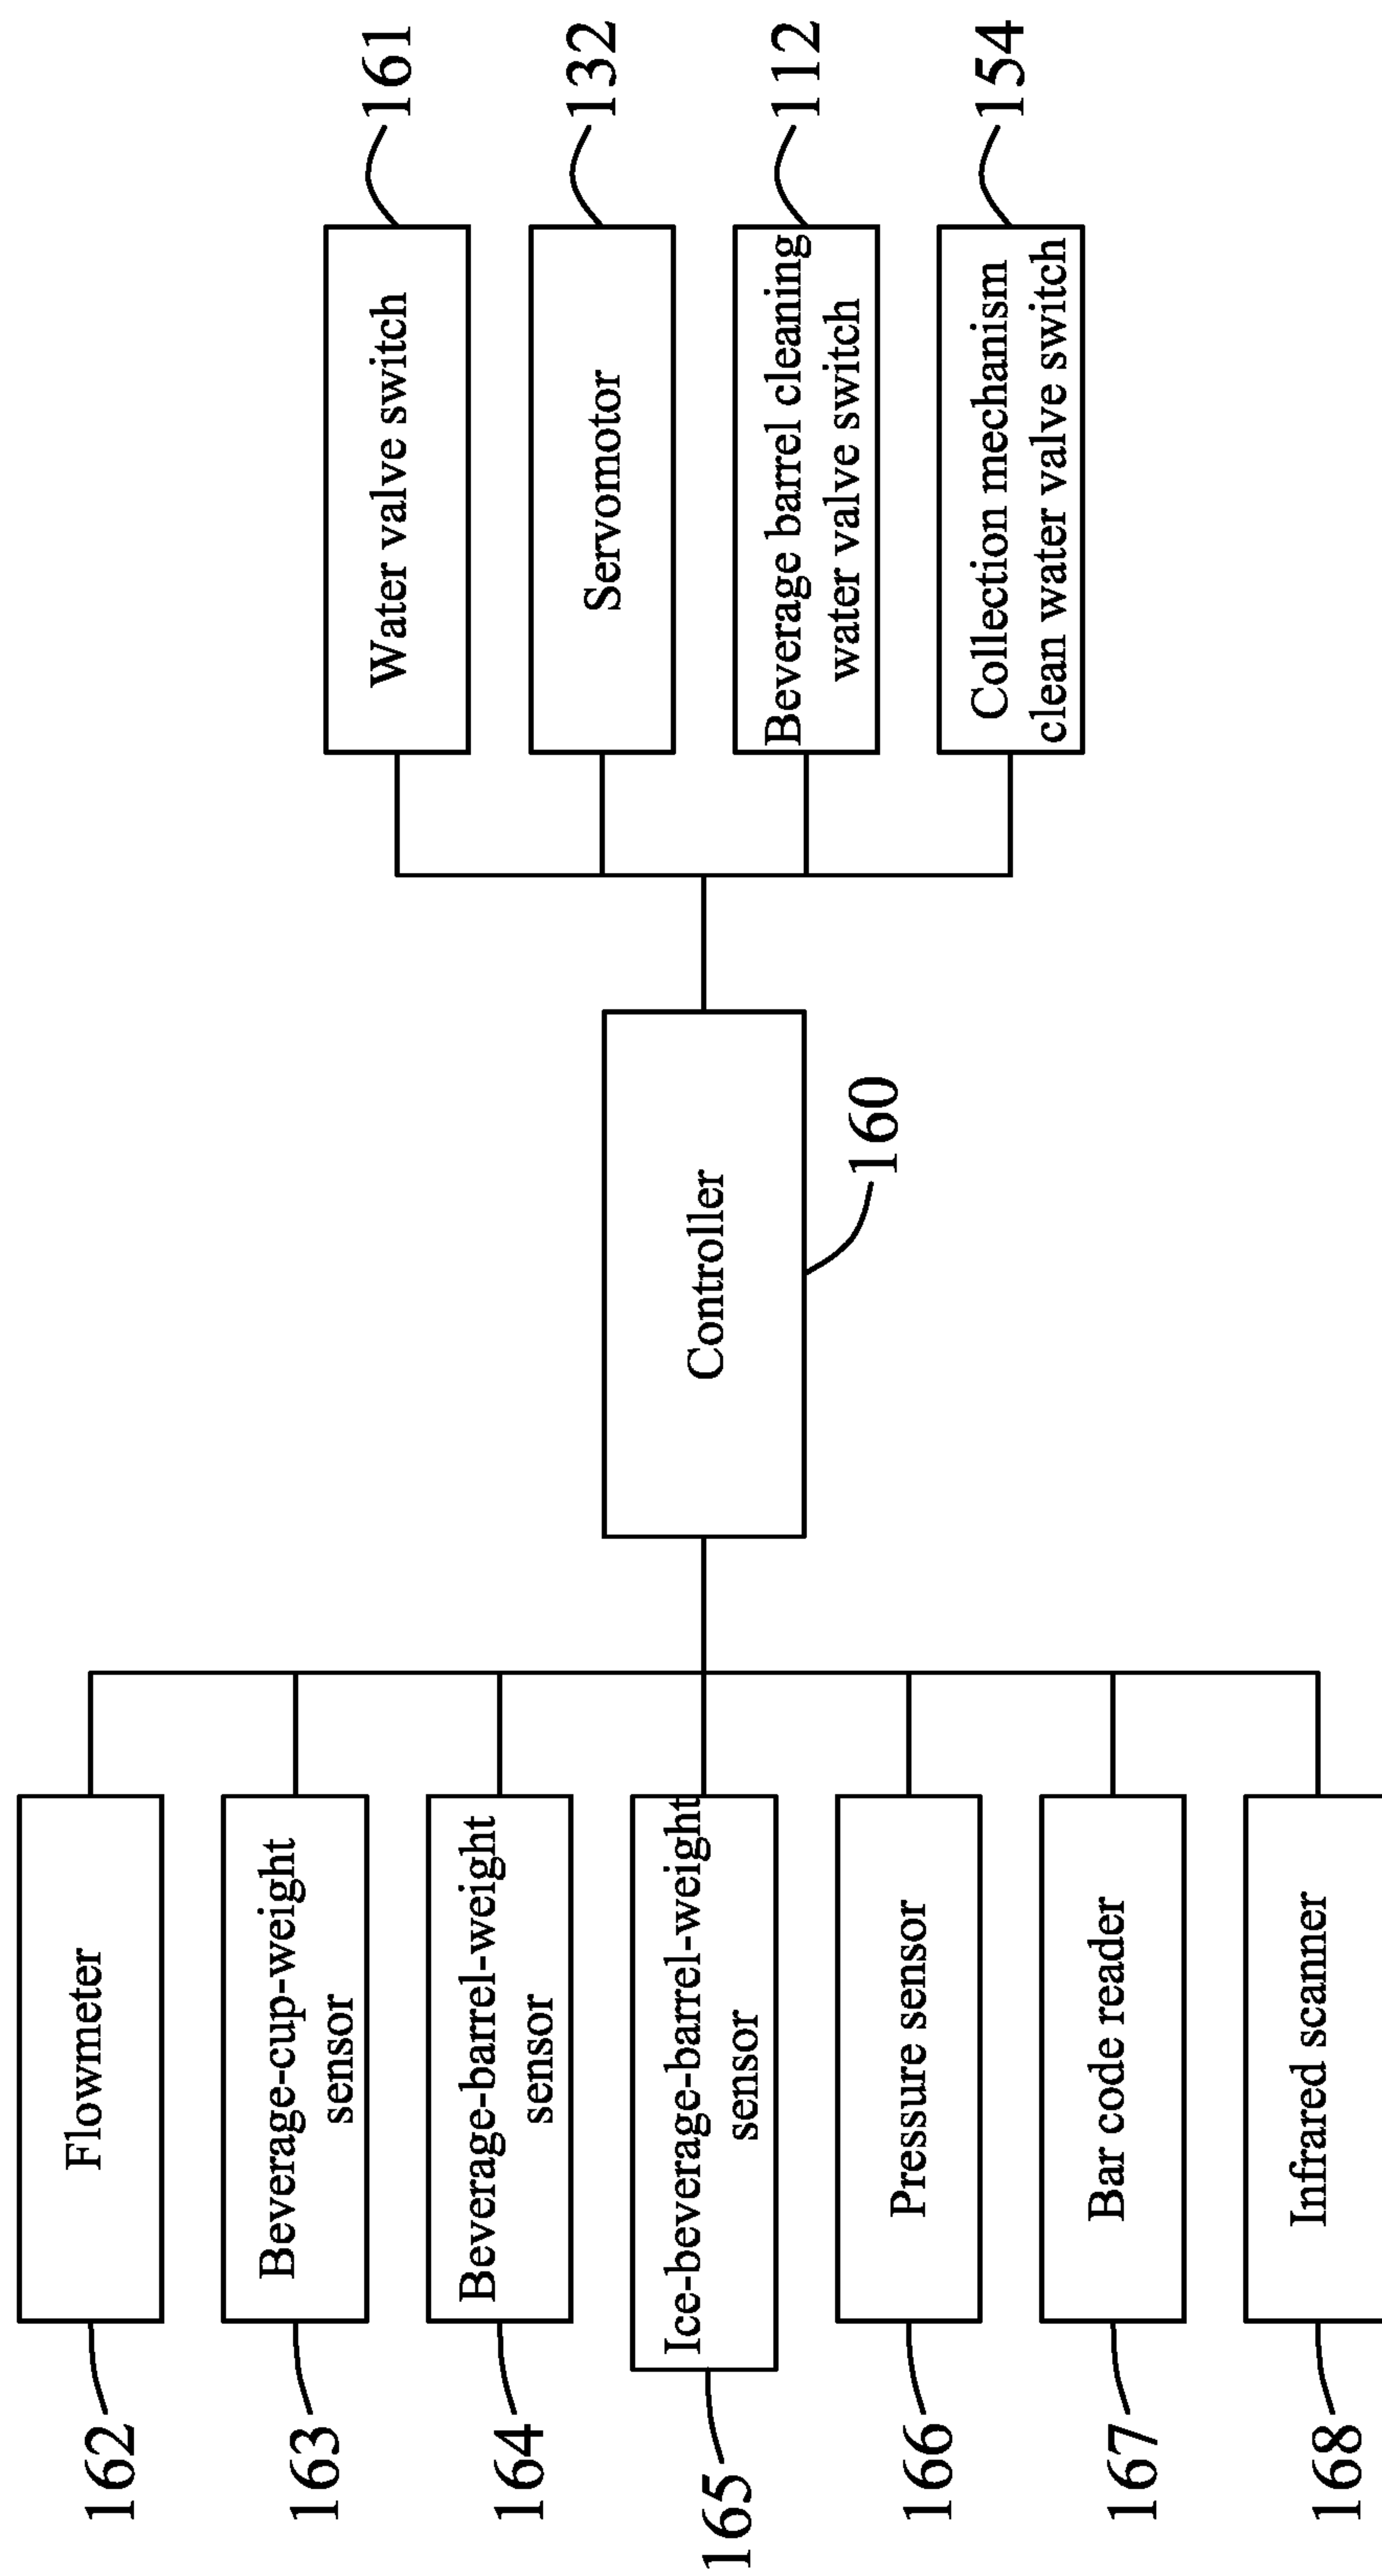 162
Flowmeter
163
Beverage-cup-weight
sensor
164
Beverage-barrel-weight
sensor
165
Ice-beverage-barrel-weight
sensor
166
Pressure sensor
167
Bar code reader
168
Infrared scanner
Controller
160
Water valve switch
161
Servomotor
132
Beverage barrel cleaning
water valve switch
112
Collection mechanism
clean water valve switch
154